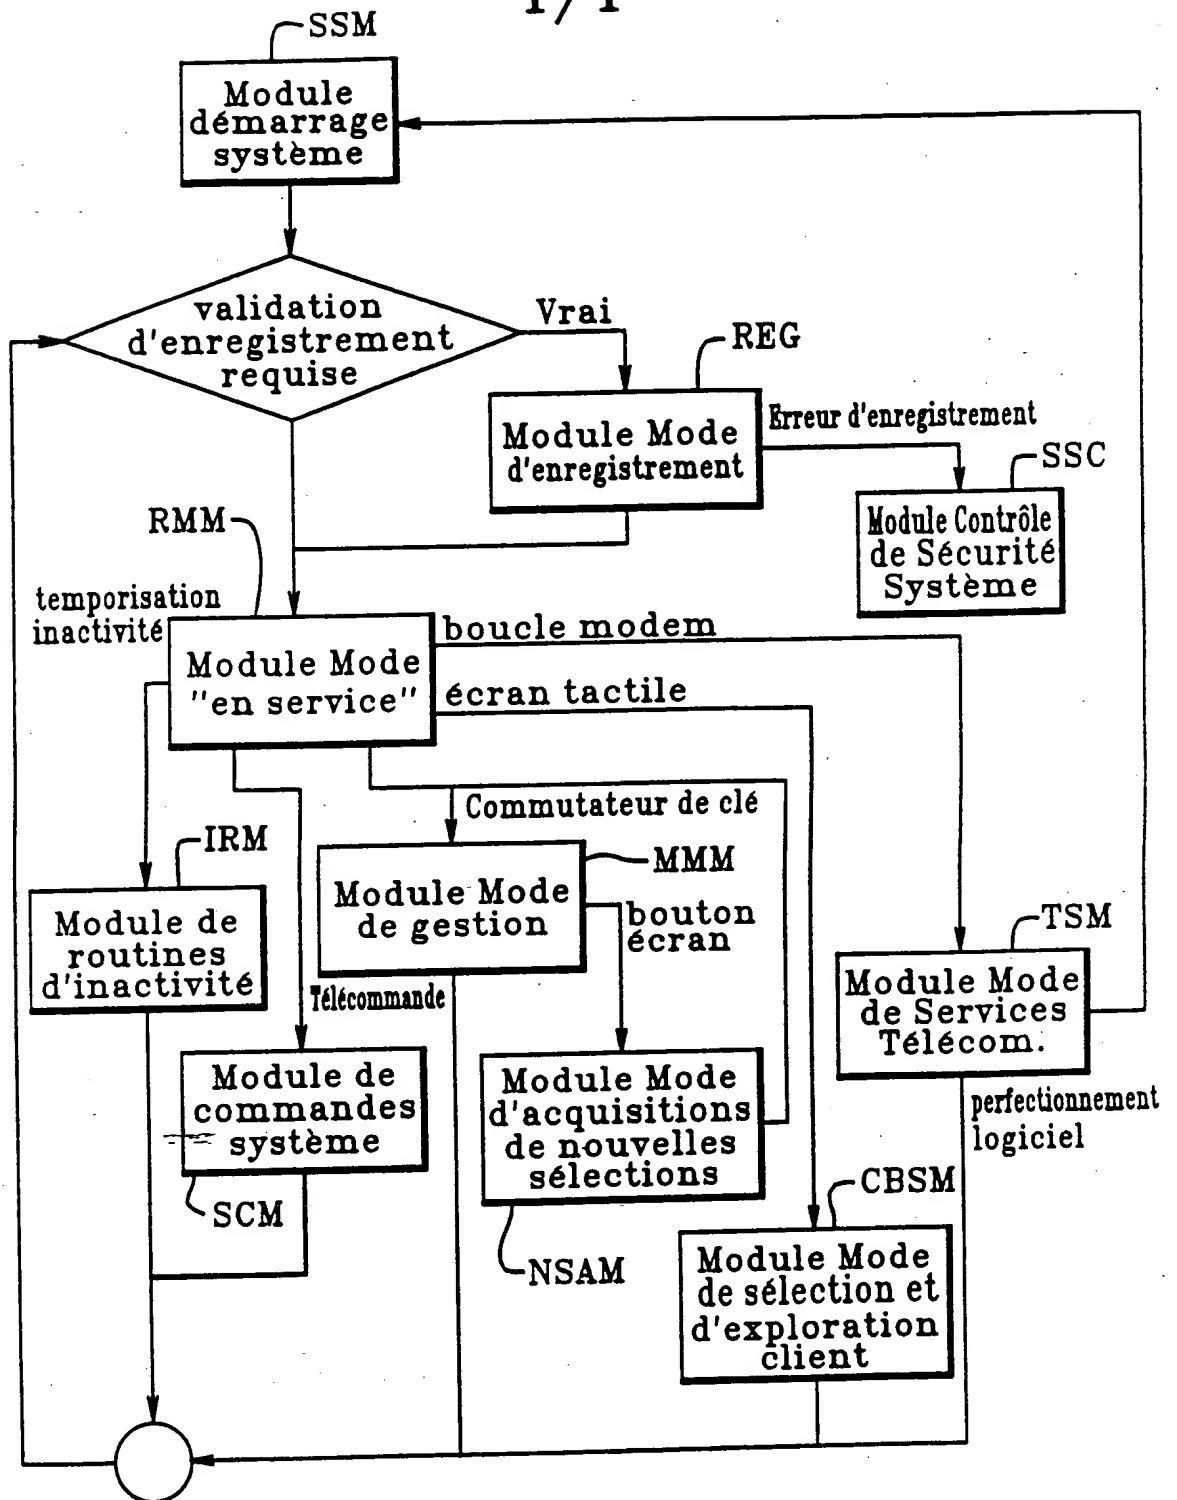 1/1
SSM
Module
démarrage
système
validation
d'enregistrement
requise
Vrai
REG
Module Mode
d'enregistrement
Erreur d'enregistrement
SSC
Module Contrôle
de Sécurité
Système
RMM
temporisation
inactivité
Module Mode
"en service"
boucle modem
écran tactile
Commutateur de clé
IRM
Module de
routines
d'inactivité
MMM
Module Mode
de gestion
bouton
écran
Télécommande
TSM
Module Mode
de Services
Télécom.
perfectionnement
logiciel
Module de
commandes
système
SCM
Module Mode
d'acquisitions
de nouvelles
sélections
NSAM
CBSM
Module Mode
de sélection et
d'exploration
client